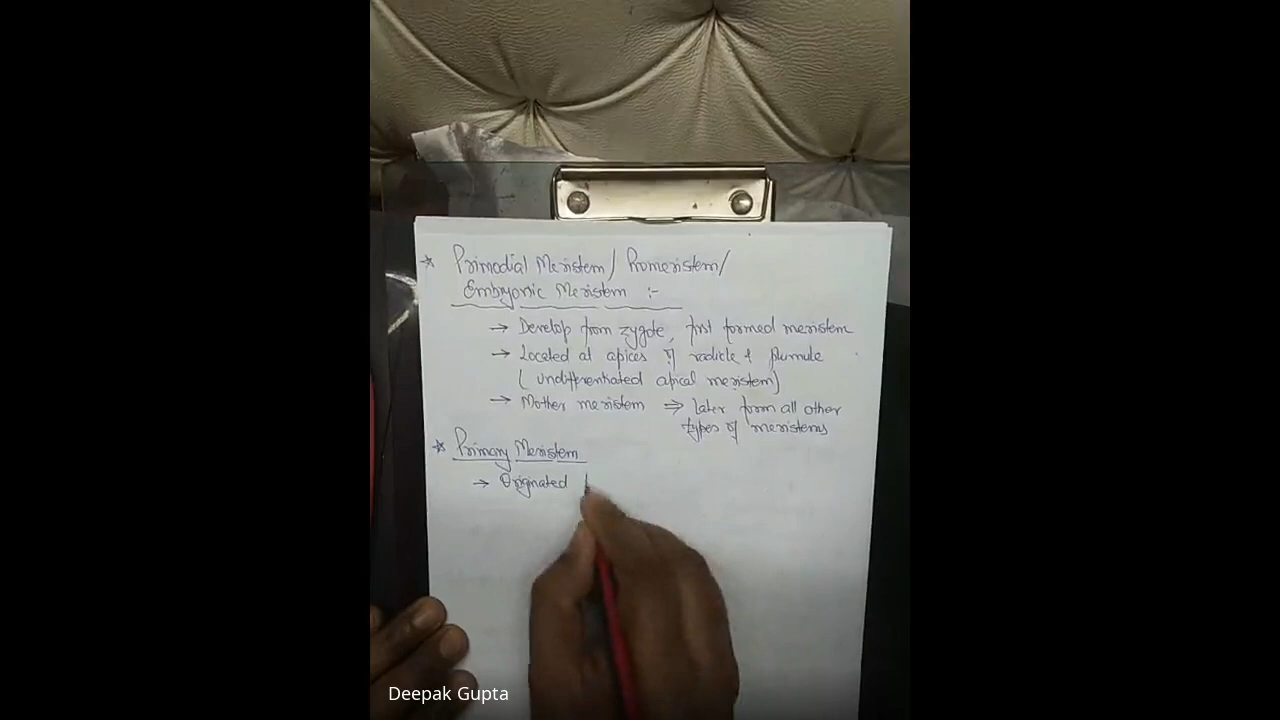 * Primodial Meristem/ Promeristem/
Embryonic Meristem :-
→ Develop from zygote, first formed meristem
→ Located at apices of radicle & plumule
( undifferentiated apical meristem)
→ Mother meristem ⇒ Later form all other
types of meristems
* Primary Meristem
→ Originated
Deepak Gupta